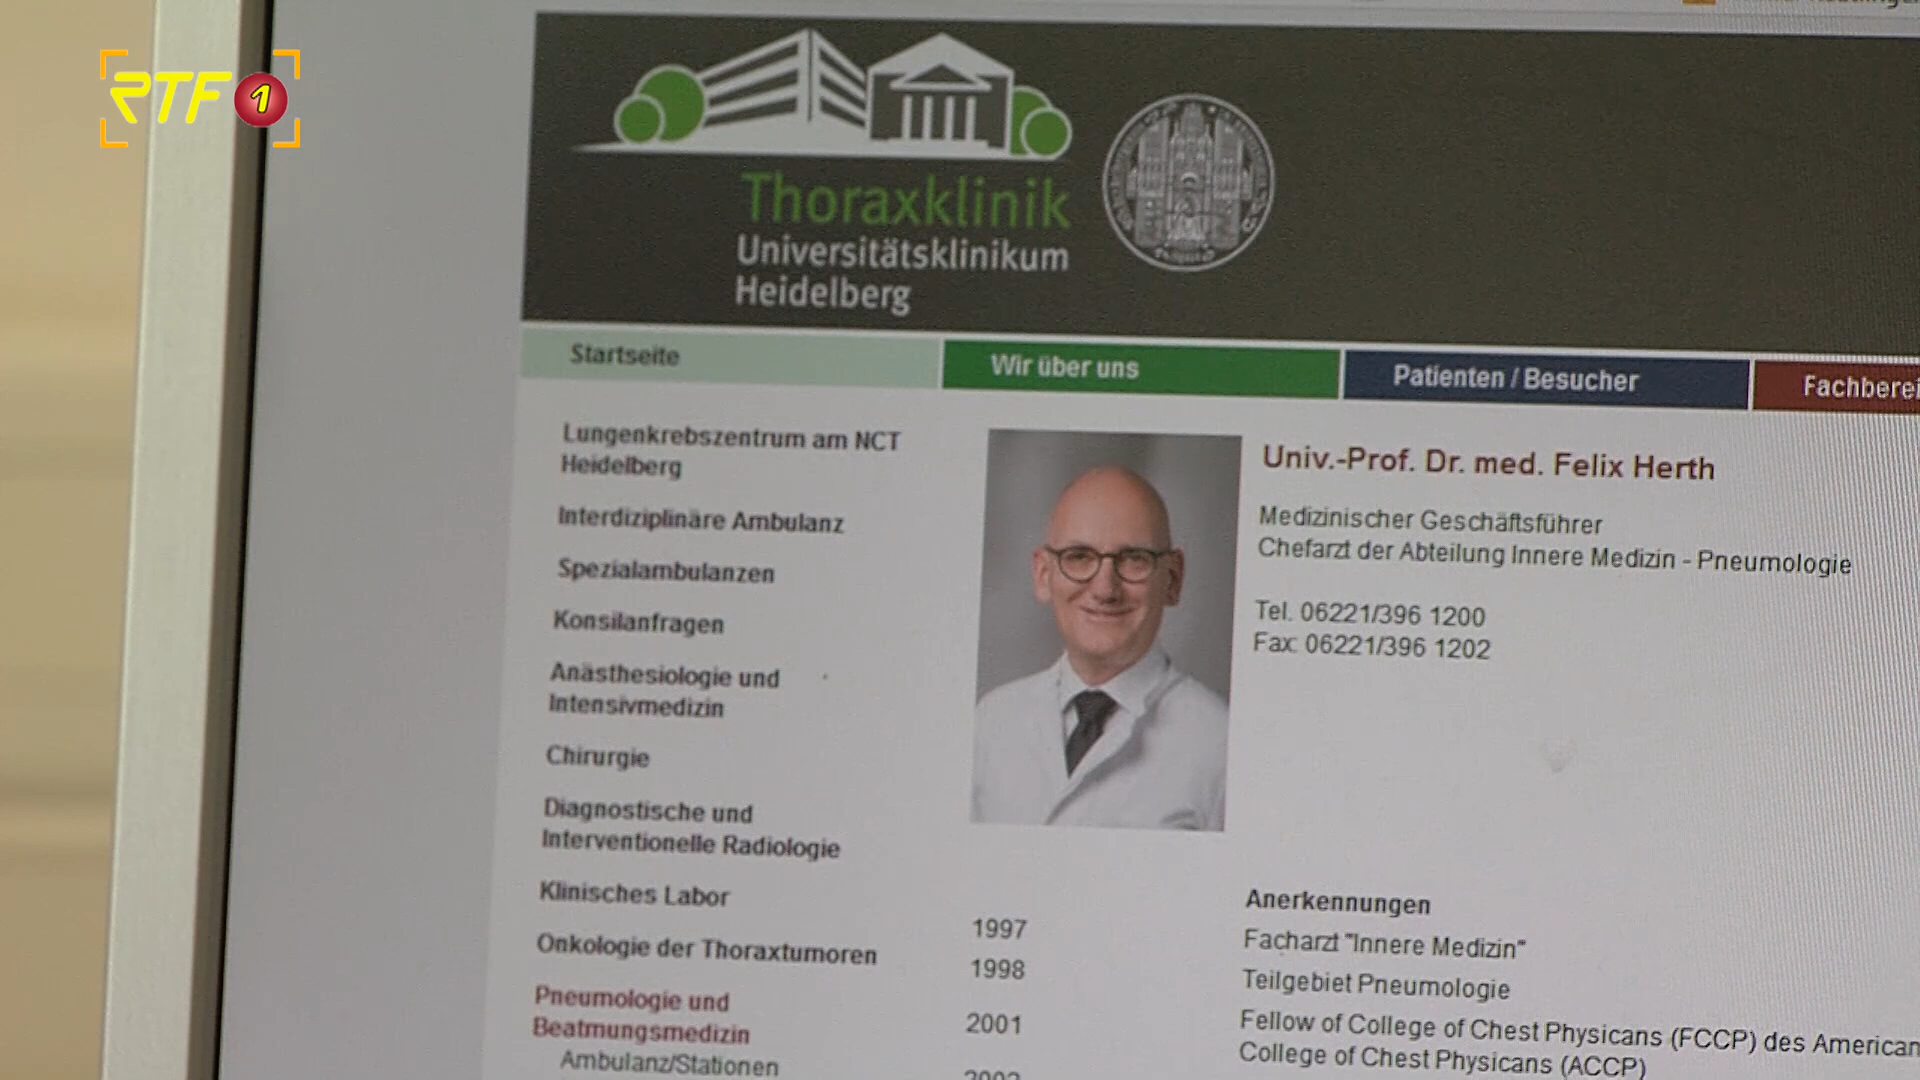 RTF 1
Thoraxklinik
Universitätsklinikum
Heidelberg
Startseite
Wir über uns
Patienten / Besucher
Lungenkrebszentrum am NCT
Heidelberg
Interdiziplinäre Ambulanz
Spezialambulanzen
Konsilanfragen
Anästhesiologie und
Intensivmedizin
Chirurgie
Diagnostische und
Interventionelle Radiologie
Klinisches Labor
Onkologie der Thoraxtumoren
Pneumologie und
Beatmungsmedizin
Ambulanz/Stationen
Univ.-Prof. Dr. med. Felix Herth
Medizinischer Geschäftsführer
Chefarzt der Abteilung Innere Medizin - Pneumologie
Tel. 06221/396 1200
Fax: 06221/396 1202
Anerkennungen
1997 Facharzt "Innere Medizin"
1998 Teilgebiet Pneumologie
2001 Fellow of College of Chest Physicans (FCCP) des American
College of Chest Physicans (ACCP)